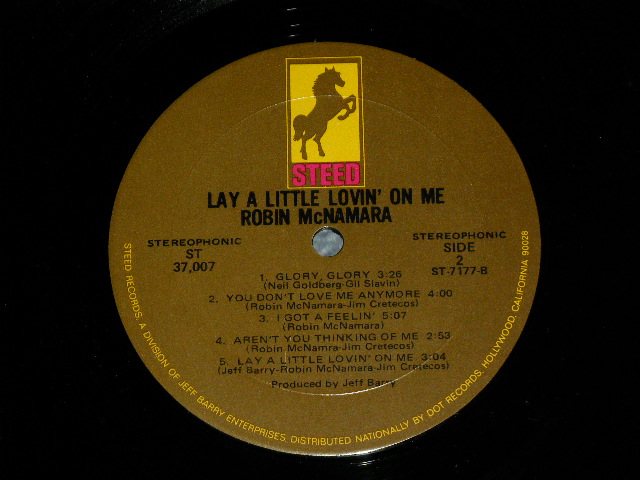 STEED
LAY A LITTLE LOVIN' ON ME
ROBIN McNAMARA
STEREOPHONIC
ST
37,007
STEREOPHONIC
SIDE
2
ST-7177-B
1. GLORY, GLORY 3:26
(Neil Goldberg-Gil Slavin)
2. YOU DON'T LOVE ME ANYMORE 4:00
(Robin McNamara-Jim Cretecos)
3. I GOT A FEELIN' 5:07
(Robin McNamara)
4. AREN'T YOU THINKING OF ME 2:53
(Robin McNamra-Jim Cretecos)
5. LAY A LITTLE LOVIN' ON ME 3:04
(Jeff Barry-Robin McNamara-Jim Cretecos)
Produced by Jeff Barry
STEED RECORDS, A DIVISION OF JEFF BARRY ENTERPRISES, DISTRIBUTED NATIONALLY BY DOT RECORDS, HOLLYWOOD, CALIFORNIA 90028